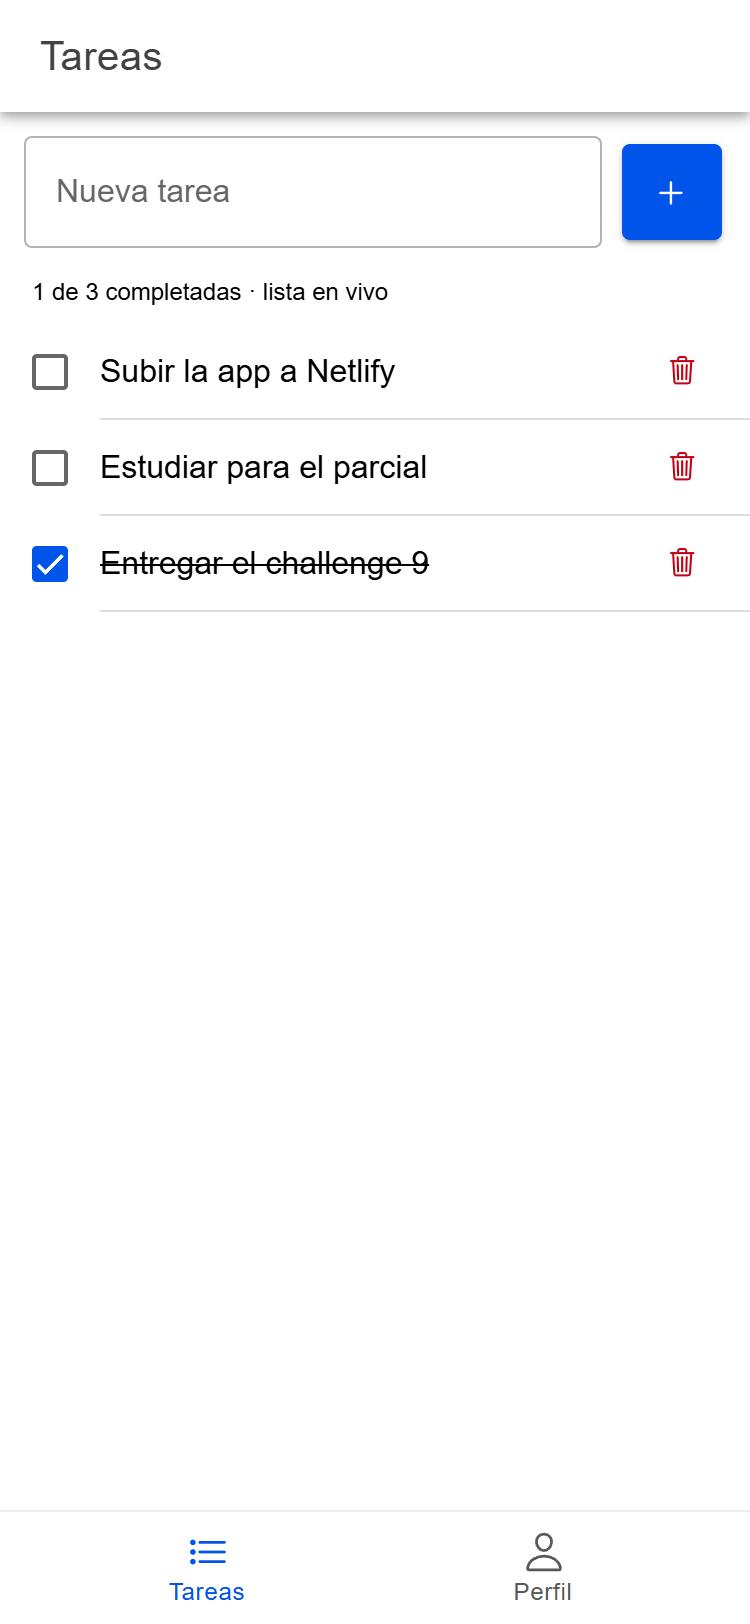 Tareas
Nueva tarea
1 de 3 completadas · lista en vivo
Subir la app a Netlify
Estudiar para el parcial
Entregar el challenge 9
Tareas
Perfil